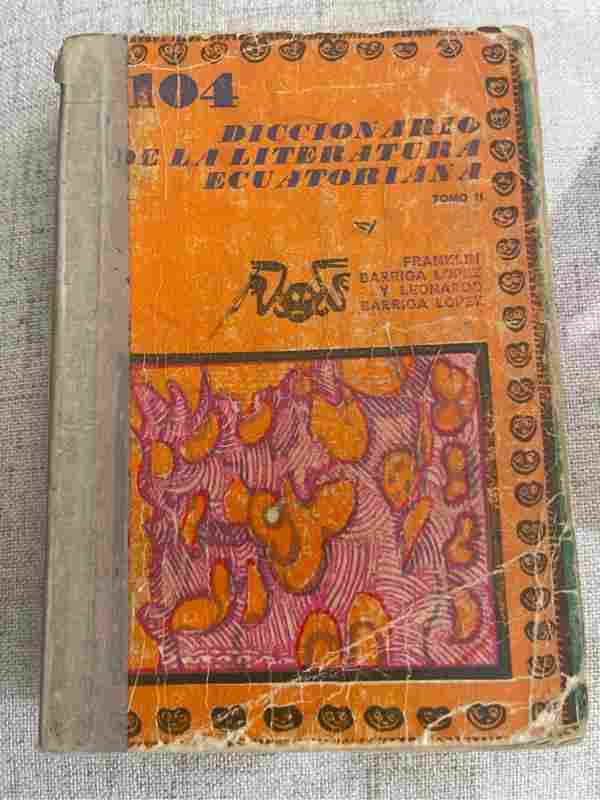 104
DICCIONARIO
DE LA LITERATURA
ECUATORIANA
TOMO II
FRANKLIN
BARRIGA LOPEZ
Y LEONARDO
BARRIGA LOPEZ